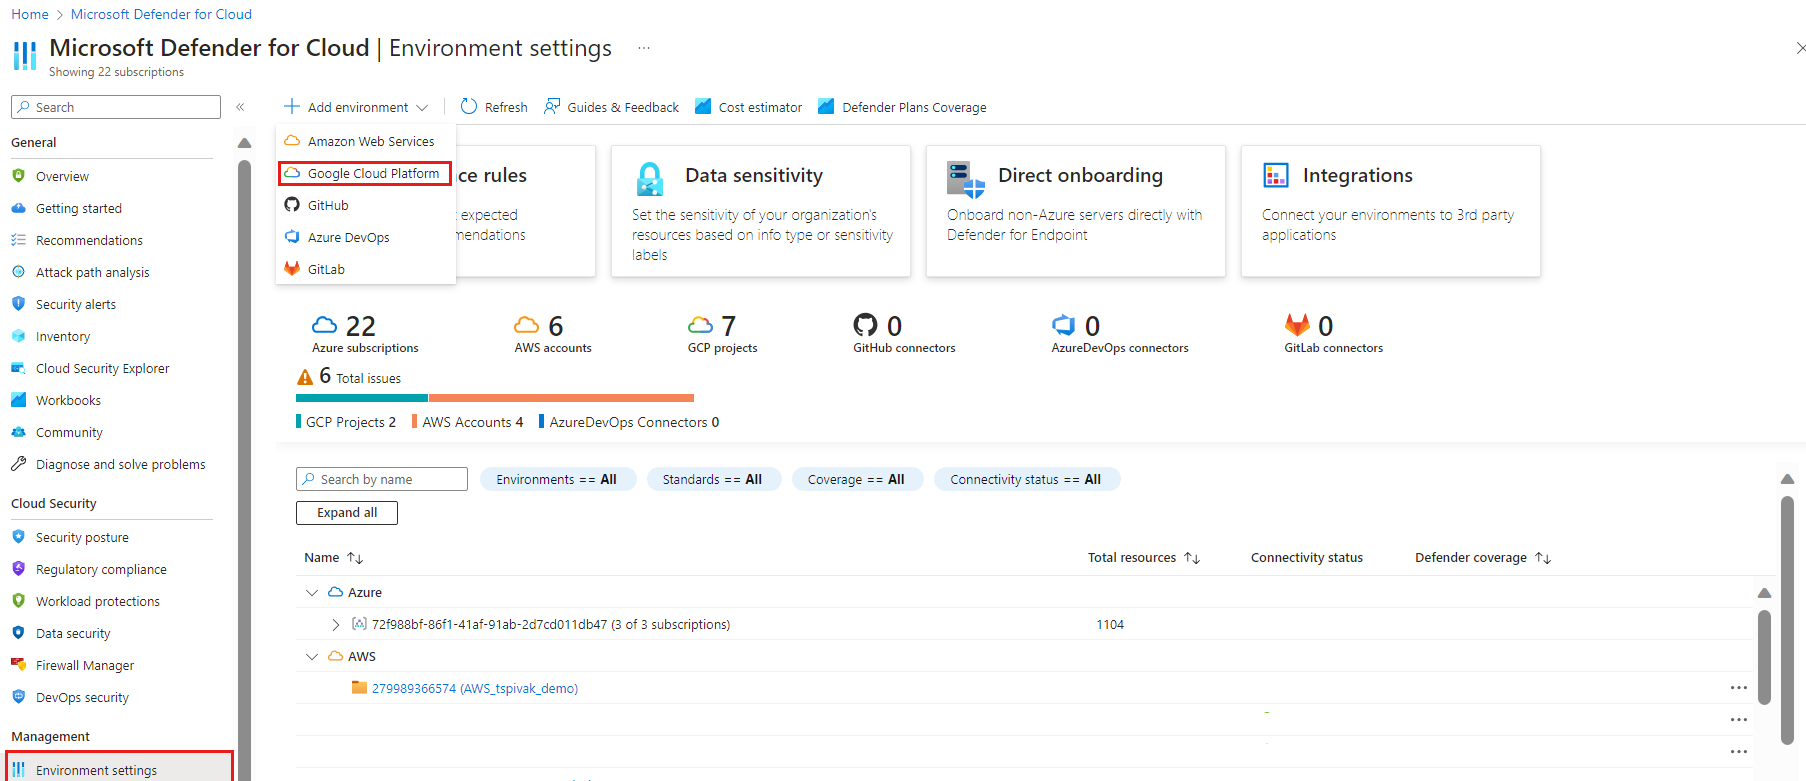 Home > Microsoft Defender for Cloud
Microsoft Defender for Cloud | Environment settings ...
Showing 22 subscriptions
Search
«
General
Overview
Getting started
Recommendations
Attack path analysis
Security alerts
Inventory
Cloud Security Explorer
Workbooks
Community
Diagnose and solve problems
Cloud Security
Security posture
Regulatory compliance
Workload protections
Data security
Firewall Manager
DevOps security
Management
Environment settings
Add environment
Refresh
Guides & Feedback
Cost estimator
Defender Plans Coverage
Amazon Web Services
Google Cloud Platform
GitHub
Azure DevOps
GitLab
ce rules
expected
Data sensitivity
Set the sensitivity of your organization's
resources based on info type or sensitivity
labels
Direct onboarding
Onboard non-Azure servers directly with
Defender for Endpoint
Integrations
Connect your environments to 3rd party
applications
22
Azure subscriptions
6
AWS accounts
7
GCP projects
0
GitHub connectors
0
AzureDevOps connectors
0
GitLab connectors
6 Total issues
GCP Projects 2
AWS Accounts 4
AzureDevOps Connectors 0
Search by name
Environments == All
Standards == All
Coverage == All
Connectivity status == All
Expand all
Name
Total resources
Connectivity status
Defender coverage
Azure
72f988bf-86f1-41af-91ab-2d7cd011db47 (3 of 3 subscriptions)
1104
AWS
279989366574 (AWS_tspivak_demo)